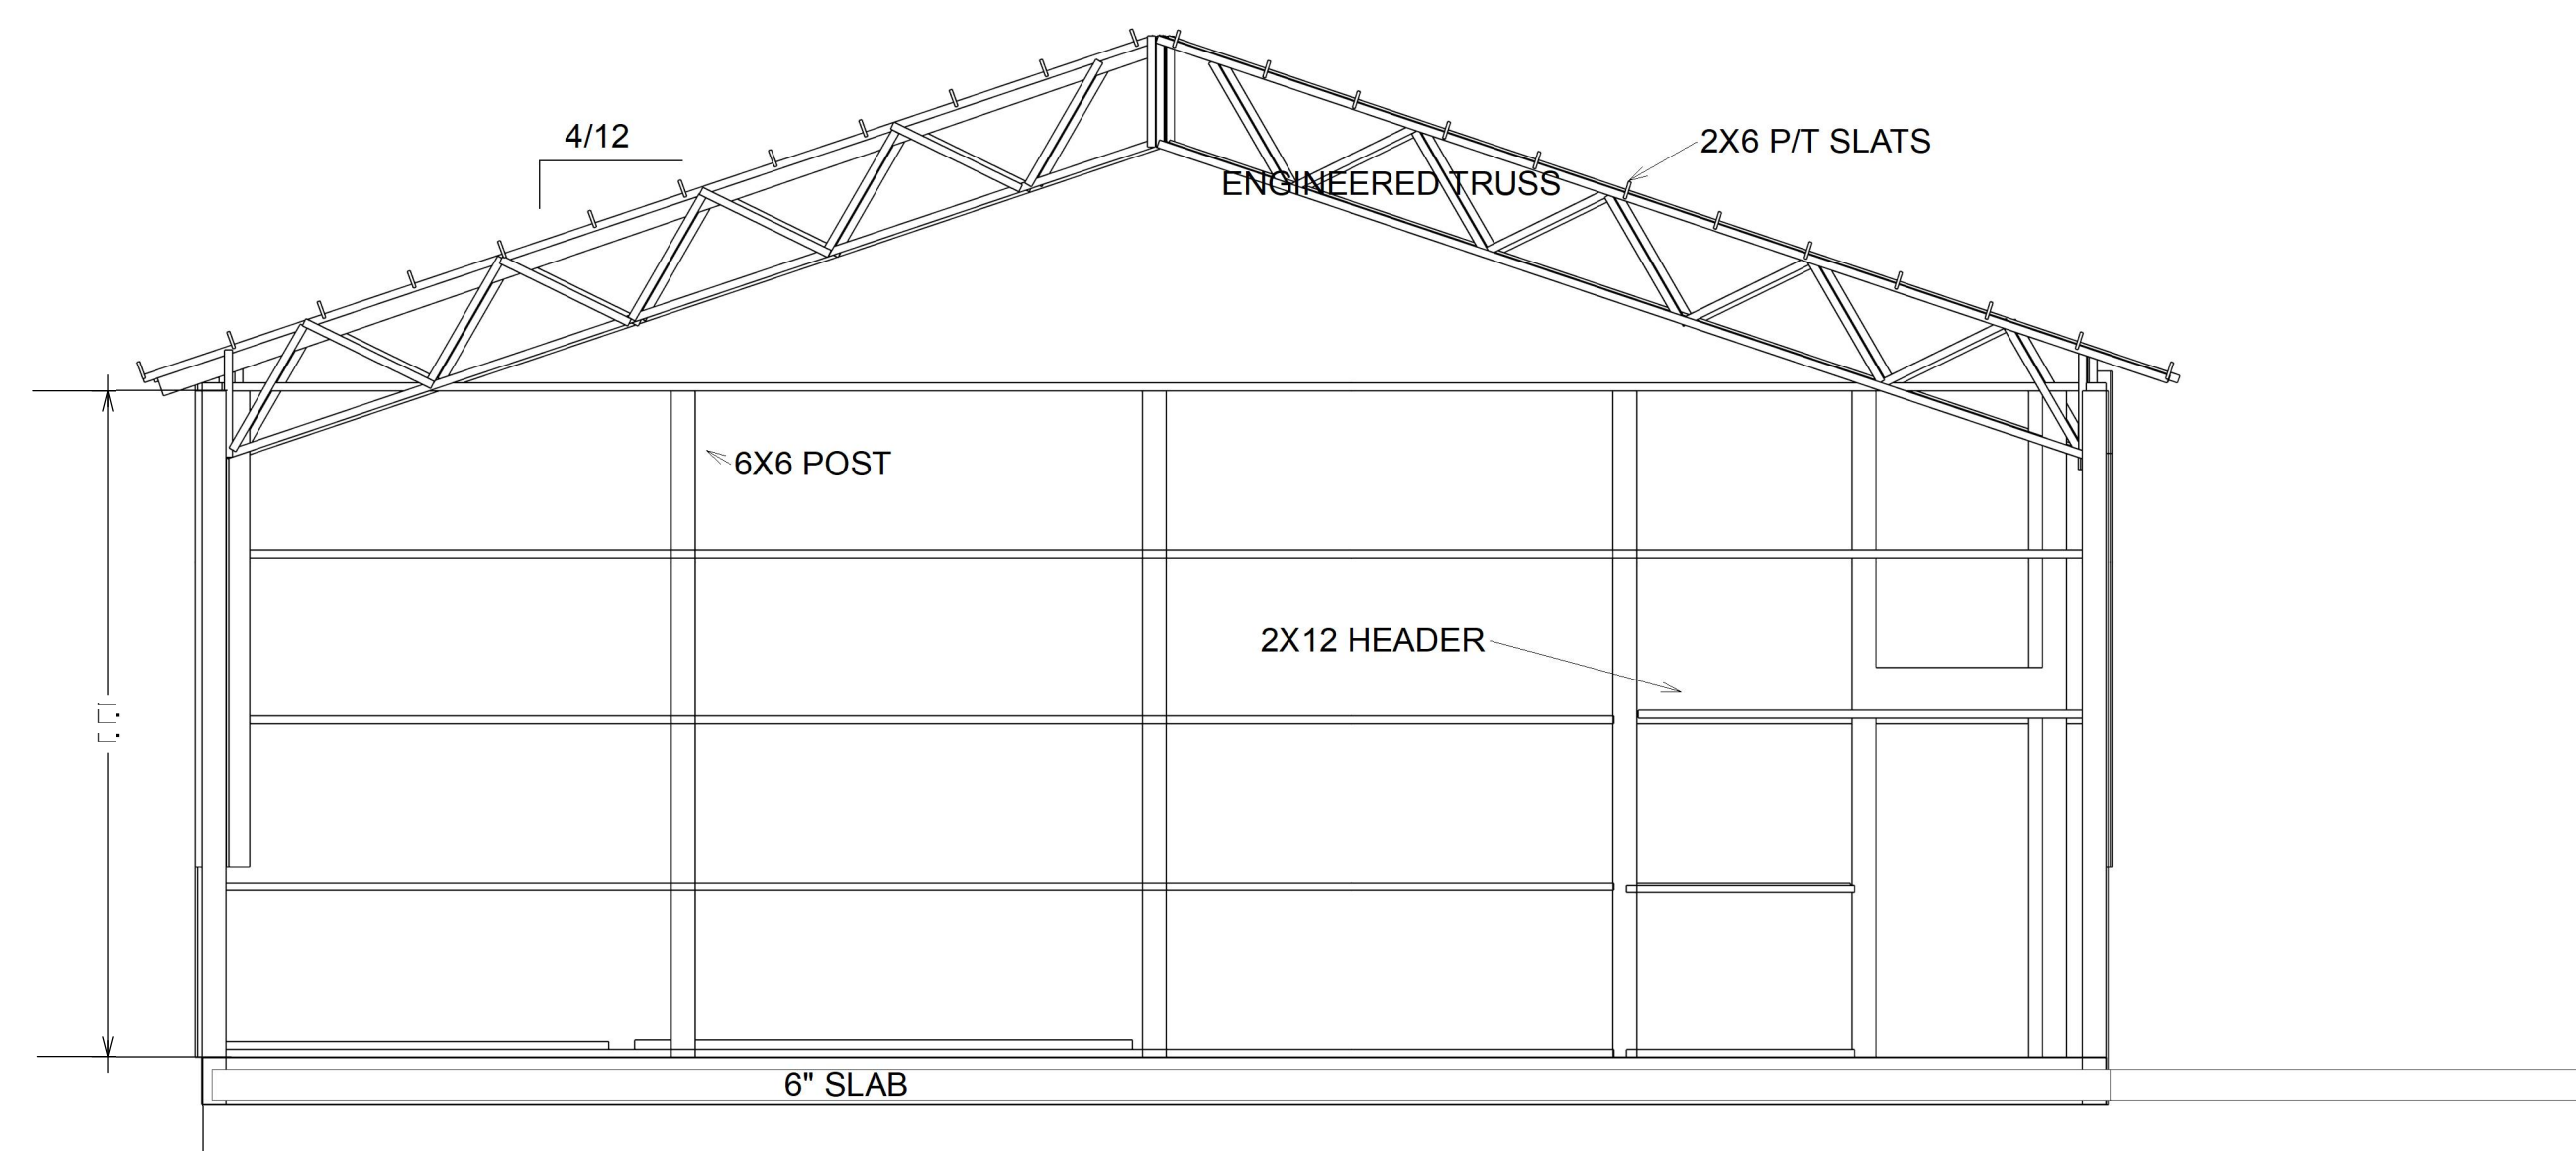 4/12
2X6 P/T SLATS
ENGINEERED TRUSS
6X6 POST
2X12 HEADER
6" SLAB